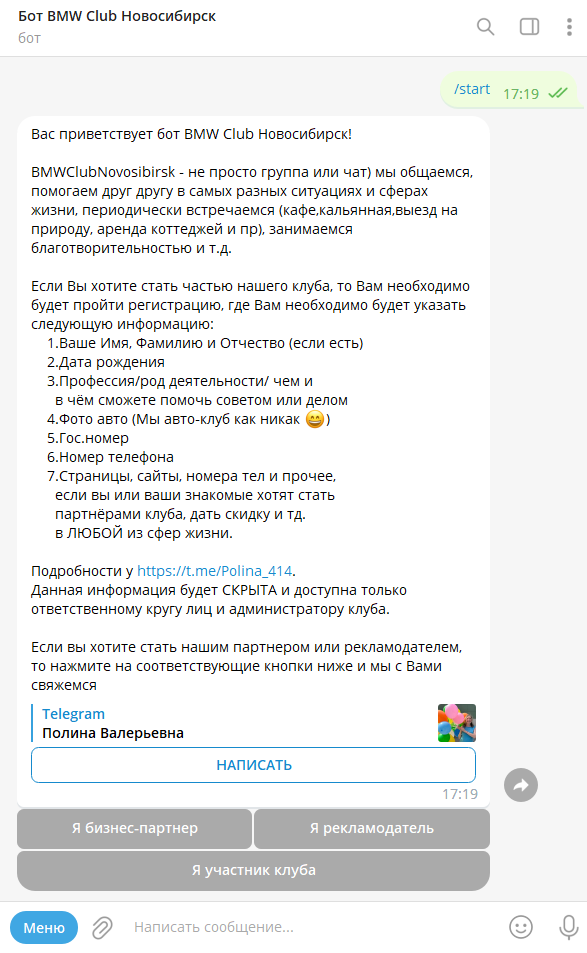 Бот BMW Club Новосибирск
бот
/start 17:19
Вас приветствует бот BMW Club Новосибирск!
BMWClubNovosibirsk - не просто группа или чат) мы общаемся,
помогаем друг другу в самых разных ситуациях и сферах
жизни, периодически встречаемся (кафе,кальянная,выезд на
природу, аренда коттеджей и пр), занимаемся
благотворительностью и т.д.
Если Вы хотите стать частью нашего клуба, то Вам необходимо
будет пройти регистрацию, где Вам необходимо будет указать
следующую информацию:
1.Ваше Имя, Фамилию и Отчество (если есть)
2.Дата рождения
3.Профессия/род деятельности/ чем и
в чём сможете помочь советом или делом
4.Фото авто (Мы авто-клуб как никак 😄)
5.Гос.номер
6.Номер телефона
7.Страницы, сайты, номера тел и прочее,
если вы или ваши знакомые хотят стать
партнёрами клуба, дать скидку и тд.
в ЛЮБОЙ из сфер жизни.
Подробности у https://t.me/Polina_414.
Данная информация будет СКРЫТА и доступна только
ответственному кругу лиц и администратору клуба.
Если вы хотите стать нашим партнером или рекламодателем,
то нажмите на соответствующие кнопки ниже и мы с Вами
свяжемся
Telegram
Полина Валерьевна
НАПИСАТЬ
17:19
Я бизнес-партнер
Я рекламодатель
Я участник клуба
Меню
Написать сообщение...